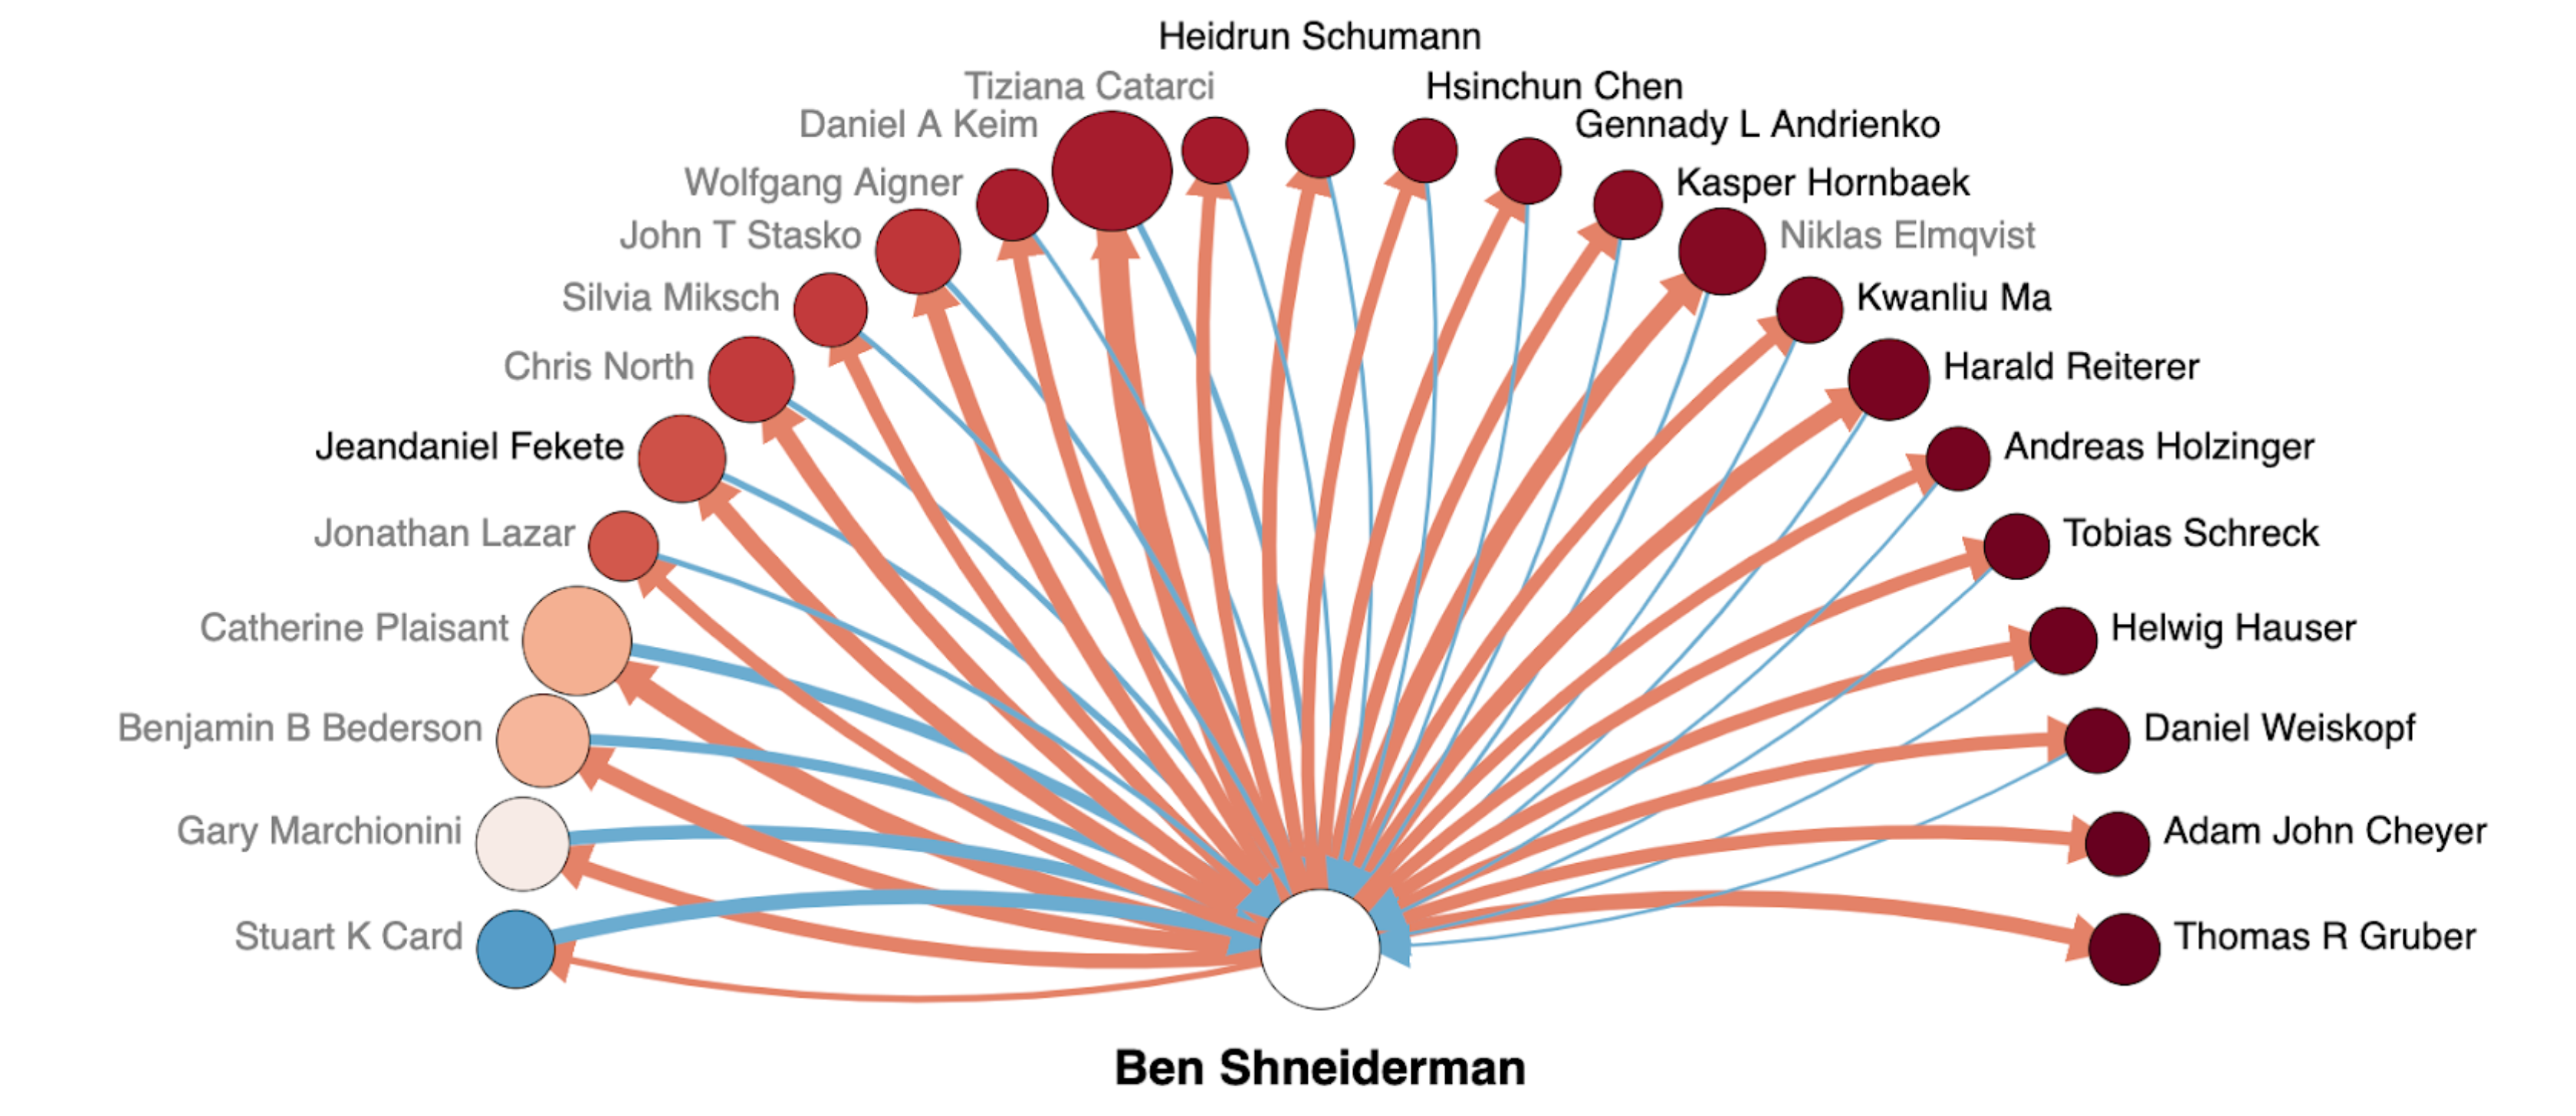 Heidrun Schumann
Tiziana Catarci
Hsinchun Chen
Daniel A Keim
Gennady L Andrienko
Wolfgang Aigner
Kasper Hornbaek
John T Stasko
Niklas Elmqvist
Silvia Miksch
Kwanliu Ma
Chris North
Harald Reiterer
Jeandaniel Fekete
Andreas Holzinger
Jonathan Lazar
Tobias Schreck
Catherine Plaisant
Helwig Hauser
Benjamin B Bederson
Daniel Weiskopf
Gary Marchionini
Adam John Cheyer
Stuart K Card
Thomas R Gruber
Ben Shneiderman